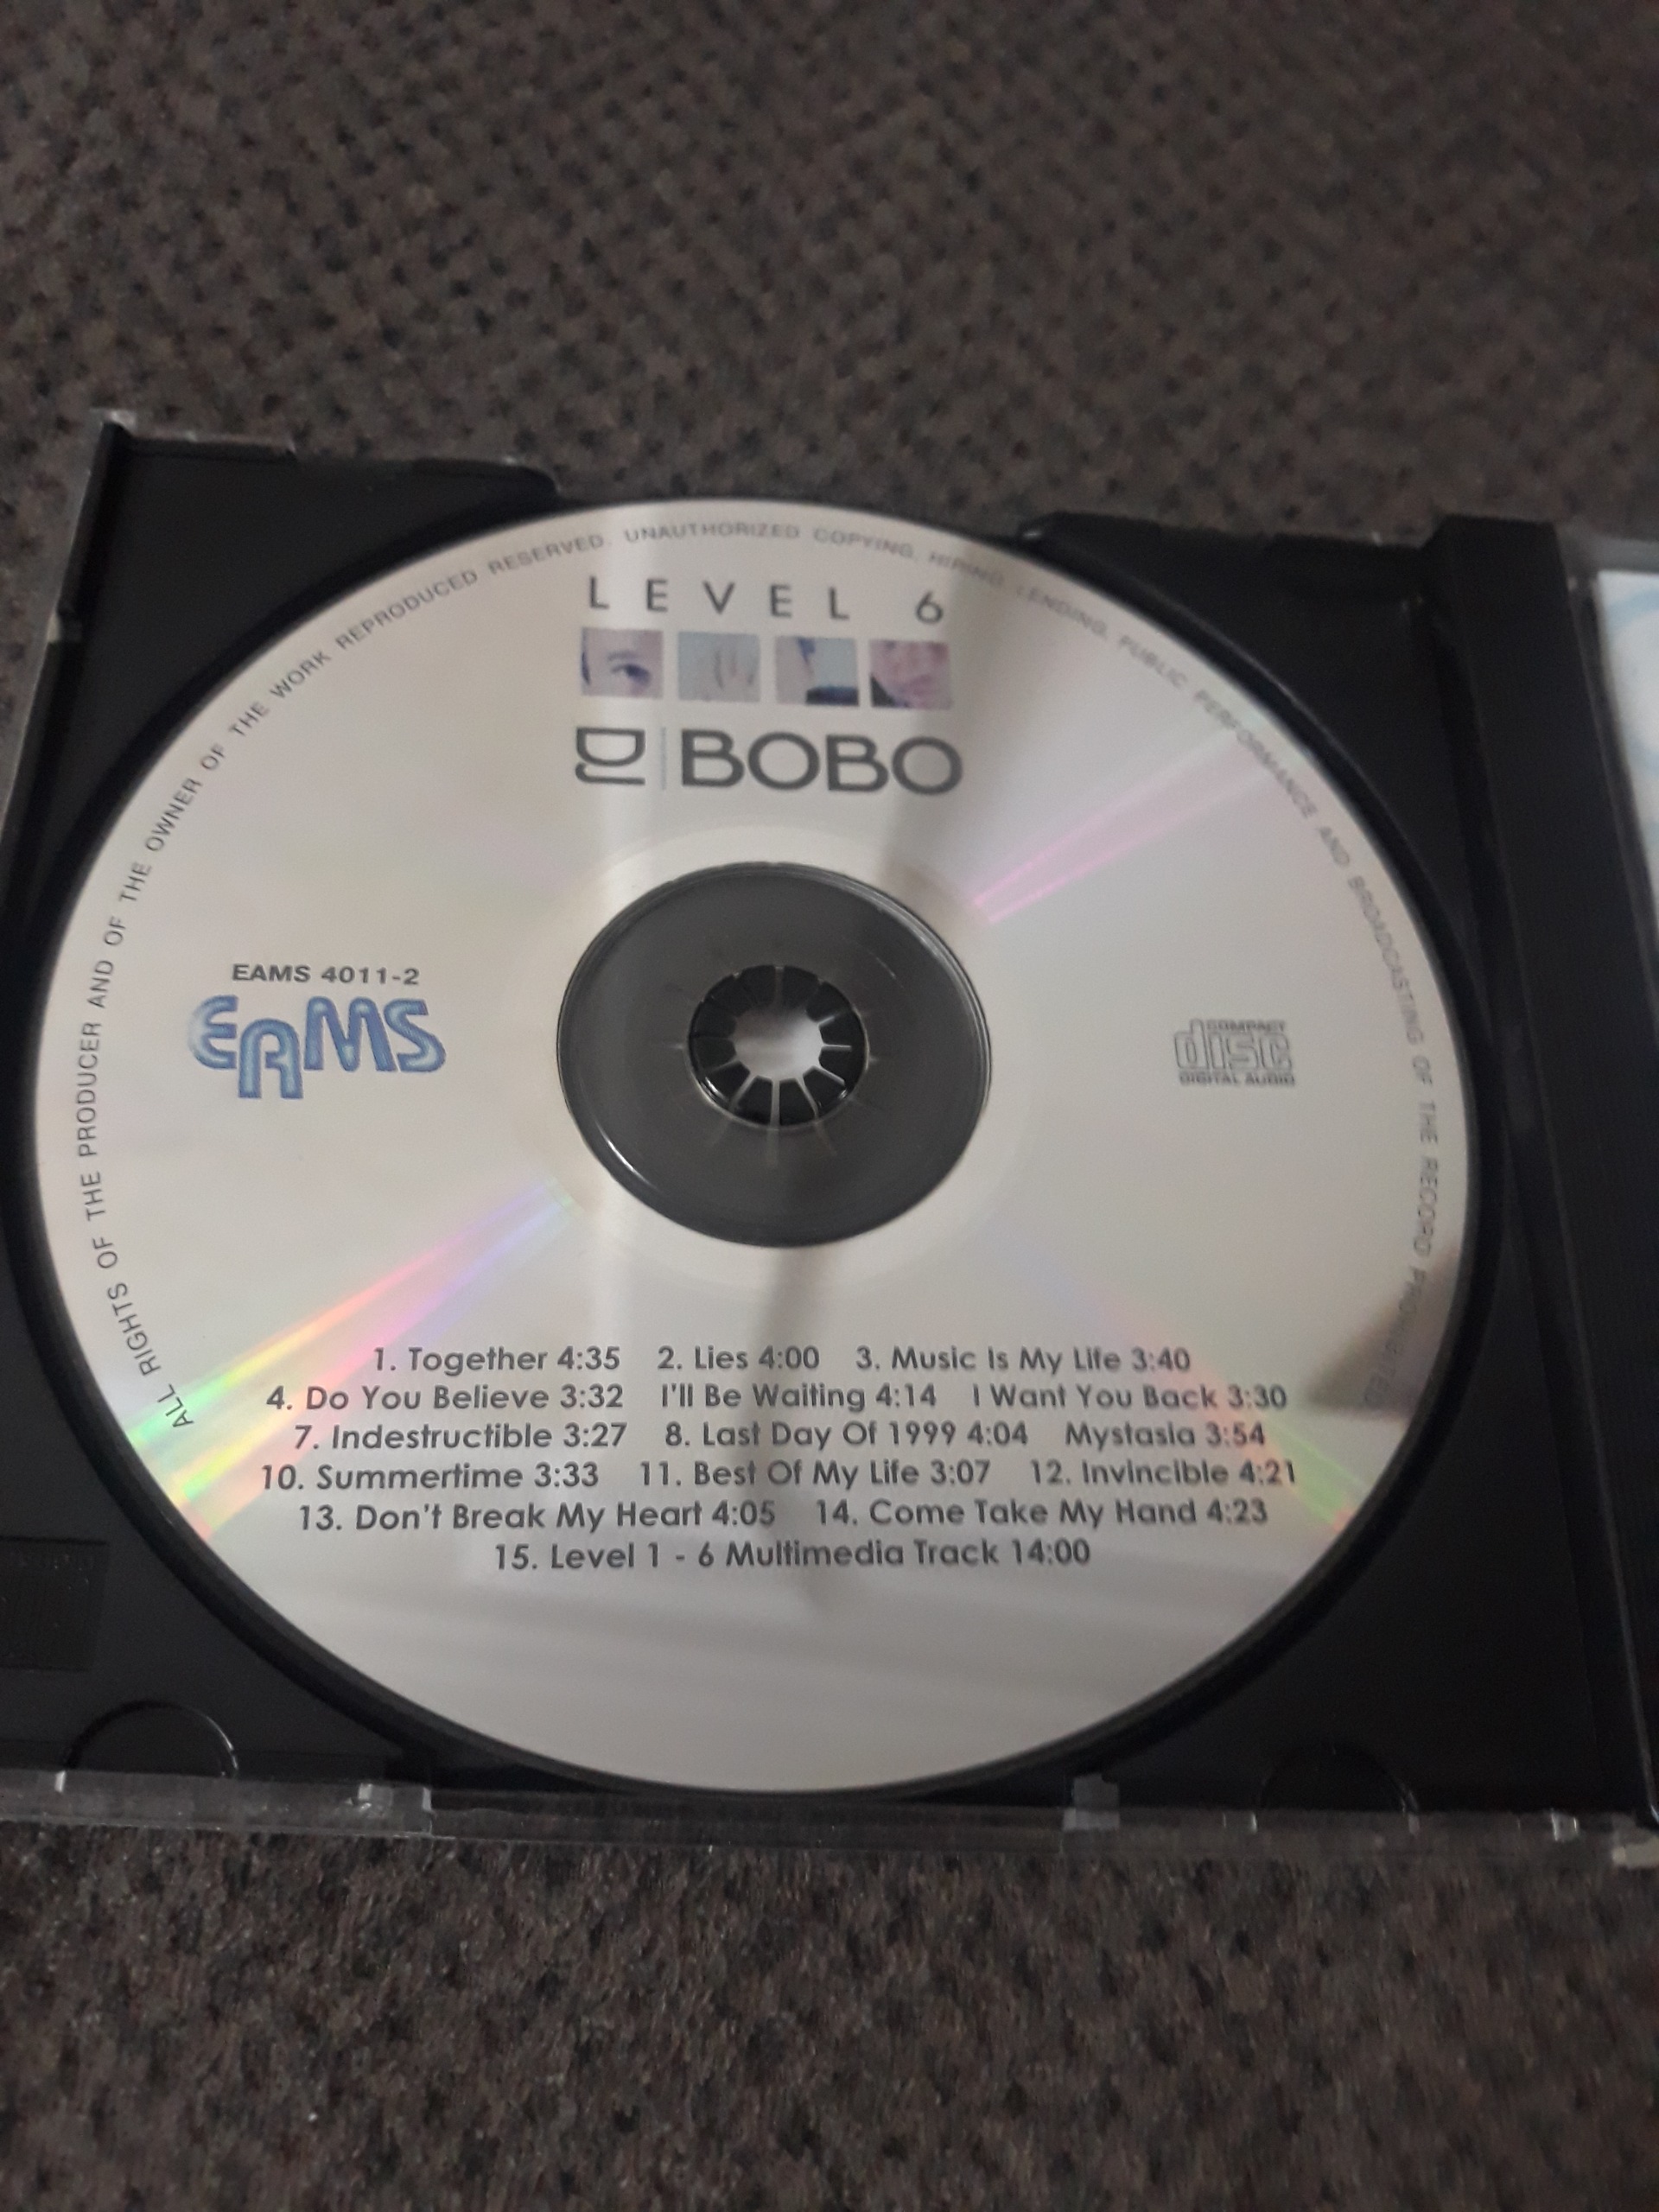 ALL RIGHTS OF THE PRODUCER AND OF THE OWNER OF THE WORK REPRODUCED RESERVED. UNAUTHORIZED COPYING, HIRING, LENDING, PUBLIC PERFORMANCE AND BROADCASTING OF THE RECORD PROHIBITED
LEVEL 6
DJ BOBO
EAMS 4011-2
EAMS
COMPACT
disc
DIGITAL AUDIO
1. Together 4:35 2. Lies 4:00 3. Music Is My Life 3:40
4. Do You Believe 3:32 I'll Be Waiting 4:14 I Want You Back 3:30
7. Indestructible 3:27 8. Last Day Of 1999 4:04 Mystasia 3:54
10. Summertime 3:33 11. Best Of My Life 3:07 12. Invincible 4:21
13. Don't Break My Heart 4:05 14. Come Take My Hand 4:23
15. Level 1 - 6 Multimedia Track 14:00